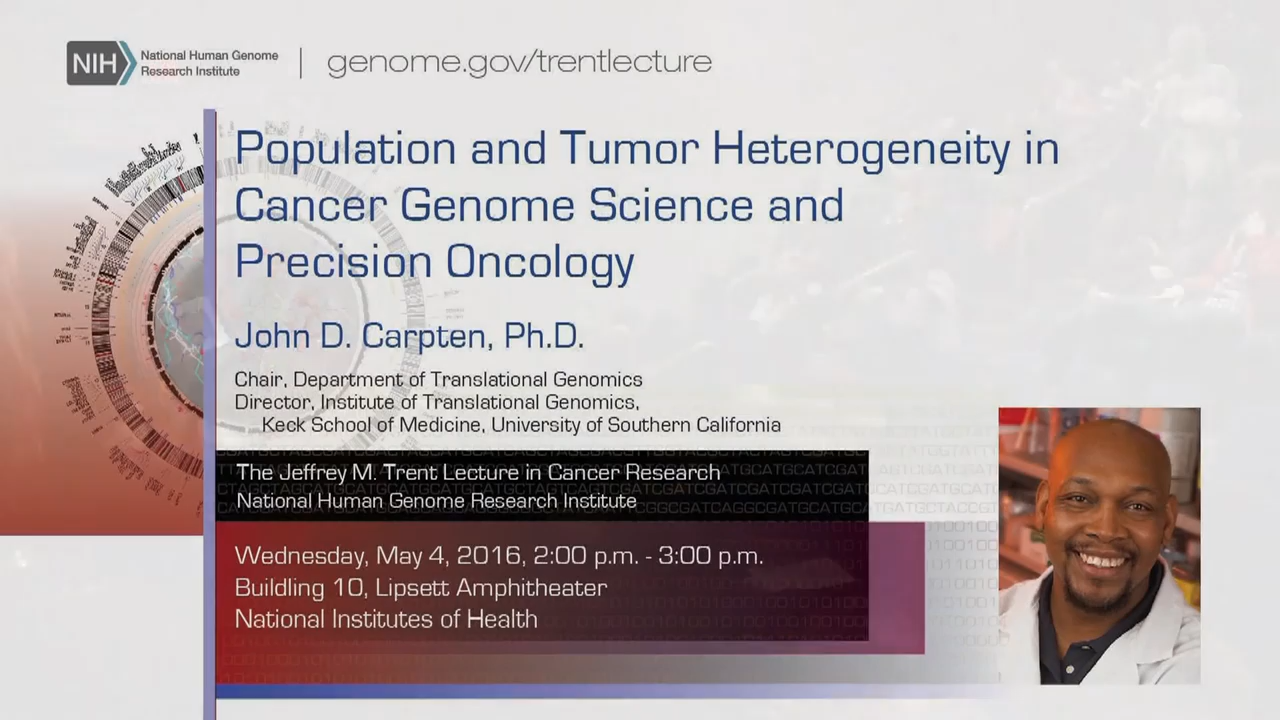 NIH
National Human Genome
Research Institute
genome.gov/trentlecture
Population and Tumor Heterogeneity in
Cancer Genome Science and
Precision Oncology
John D. Carpten, Ph.D.
Chair, Department of Translational Genomics
Director, Institute of Translational Genomics,
Keck School of Medicine, University of Southern California
The Jeffrey M. Trent Lecture in Cancer Research
National Human Genome Research Institute
Wednesday, May 4, 2016, 2:00 p.m. - 3:00 p.m.
Buildling 10, Lipsett Amphitheater
National Institutes of Health